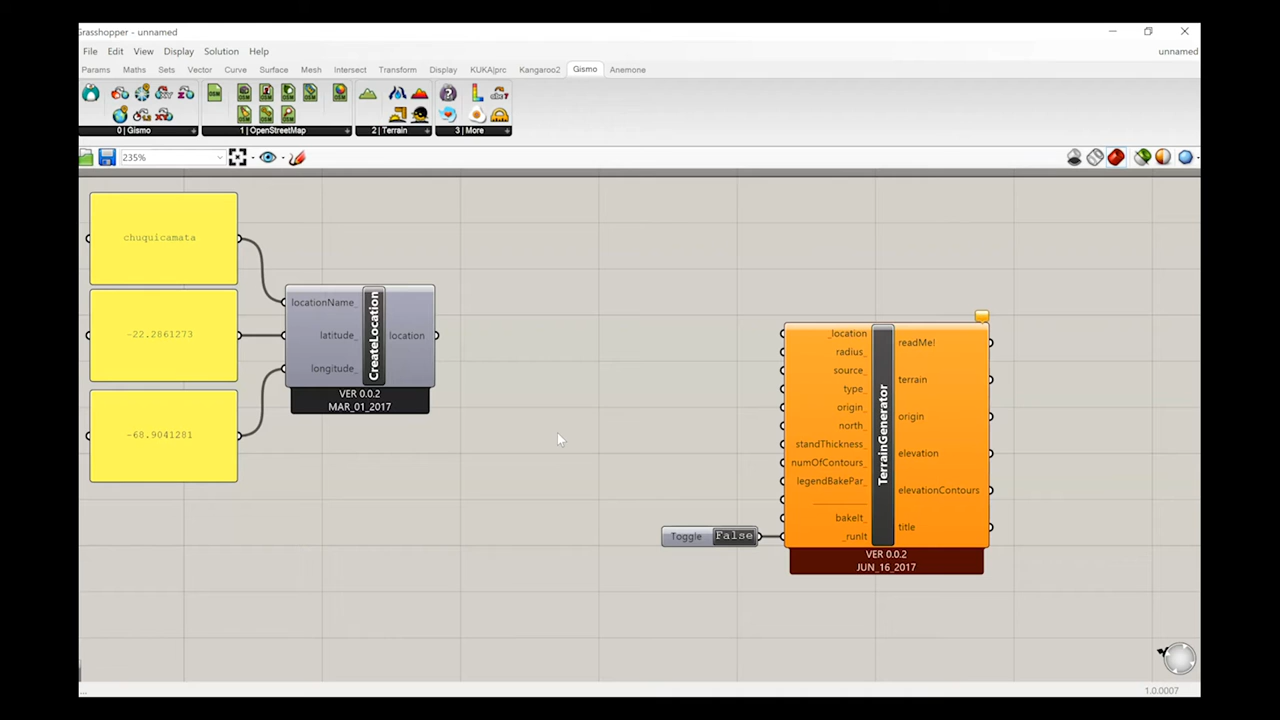 Grasshopper - unnamed
File Edit View Display Solution Help
unnamed
Params Maths Sets Vector Curve Surface Mesh Intersect Transform Display KUKA|prc Kangaroo2 Gismo Anemone
0 | Gismo
1 | OpenStreetMap
2 | Terrain
3 | More
235%
chuquicamata
-22.2861273
-68.9041281
locationName_
latitude_
longitude_
CreateLocation
location
VER 0.0.2
MAR_01_2017
Toggle False
_location
radius_
source_
type_
origin_
north_
standThickness_
numOfContours_
legendBakePar_
bakeIt_
_runIt
TerrainGenerator
readMe!
terrain
origin
elevation
elevationContours
title
VER 0.0.2
JUN_16_2017
...
1.0.0007